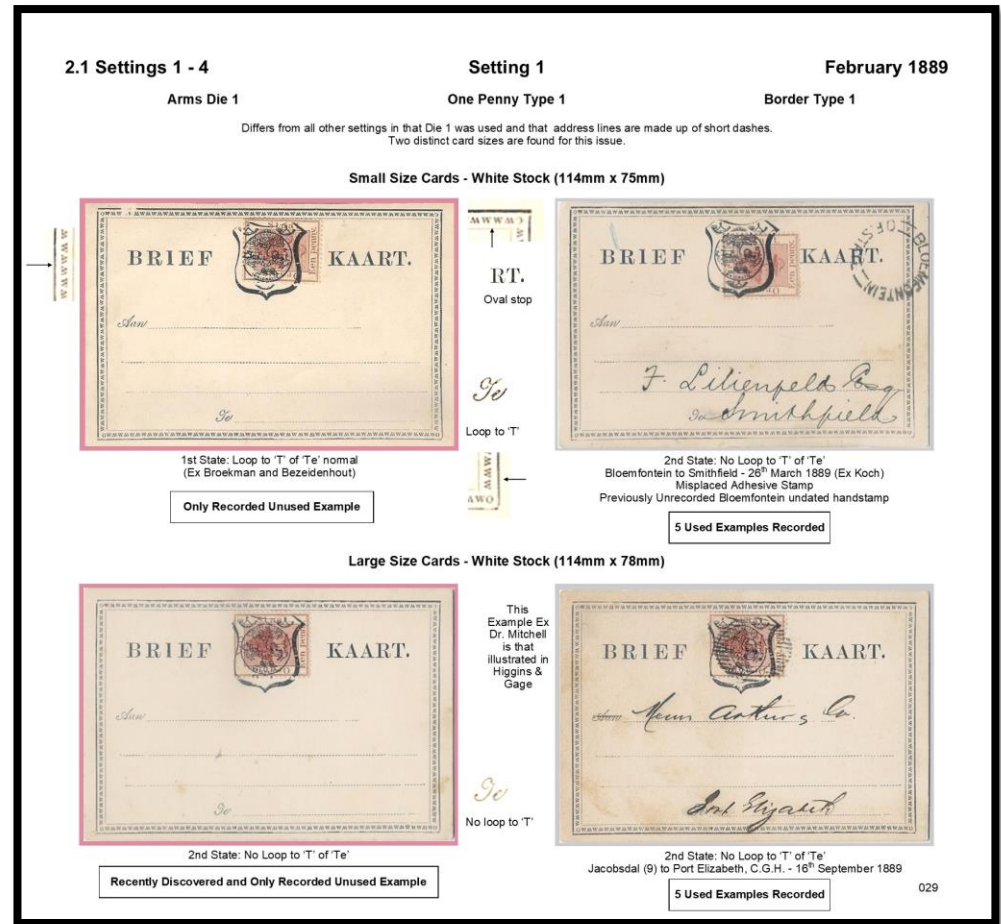 2.1 Settings 1 - 4
Setting 1
February 1889
Arms Die 1
One Penny Type 1
Border Type 1
Differs from all other settings in that Die 1 was used and that address lines are made up of short dashes.
Two distinct card sizes are found for this issue.
Small Size Cards - White Stock (114mm x 75mm)
BRIEF KAART.
Aan
Te
1st State: Loop to 'T' of 'Te' normal
(Ex Broekman and Bezeidenhout)
Only Recorded Unused Example
RT.
Oval stop
Te
Loop to 'T'
BRIEF KAART.
BLOEMFONTEIN
O.F.STATE
Aan
F. Lilienfeld Esq
Te Smithfield
2nd State: No Loop to 'T' of 'Te'
Bloemfontein to Smithfield - 26th March 1889 (Ex Koch)
Misplaced Adhesive Stamp
Previously Unrecorded Bloemfontein undated handstamp
5 Used Examples Recorded
Large Size Cards - White Stock (114mm x 78mm)
BRIEF KAART.
Aan
Te
2nd State: No Loop to 'T' of 'Te'
Recently Discovered and Only Recorded Unused Example
This
Example Ex
Dr. Mitchell
is that
illustrated in
Higgins &
Gage
Te
No loop to 'T'
BRIEF KAART.
Aan Arthur & Co.
Port Elizabeth
2nd State: No Loop to 'T' of 'Te'
Jacobsdal (9) to Port Elizabeth, C.G.H. - 16th September 1889
5 Used Examples Recorded
029